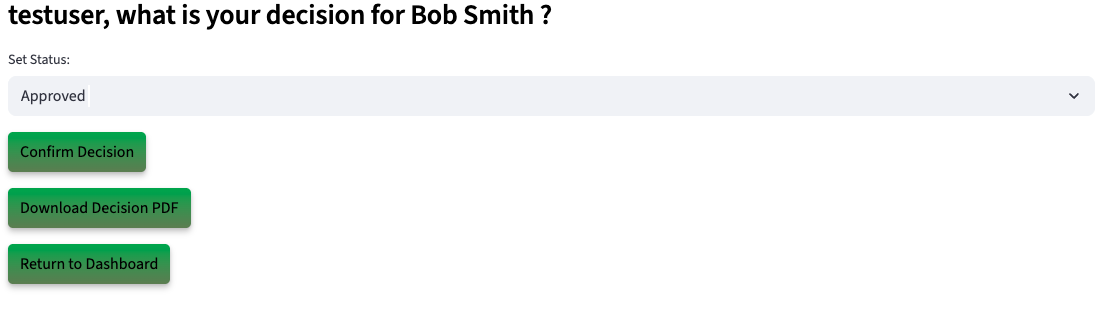 testuser, what is your decision for Bob Smith ?
Set Status:
Approved
Confirm Decision
Download Decision PDF
Return to Dashboard